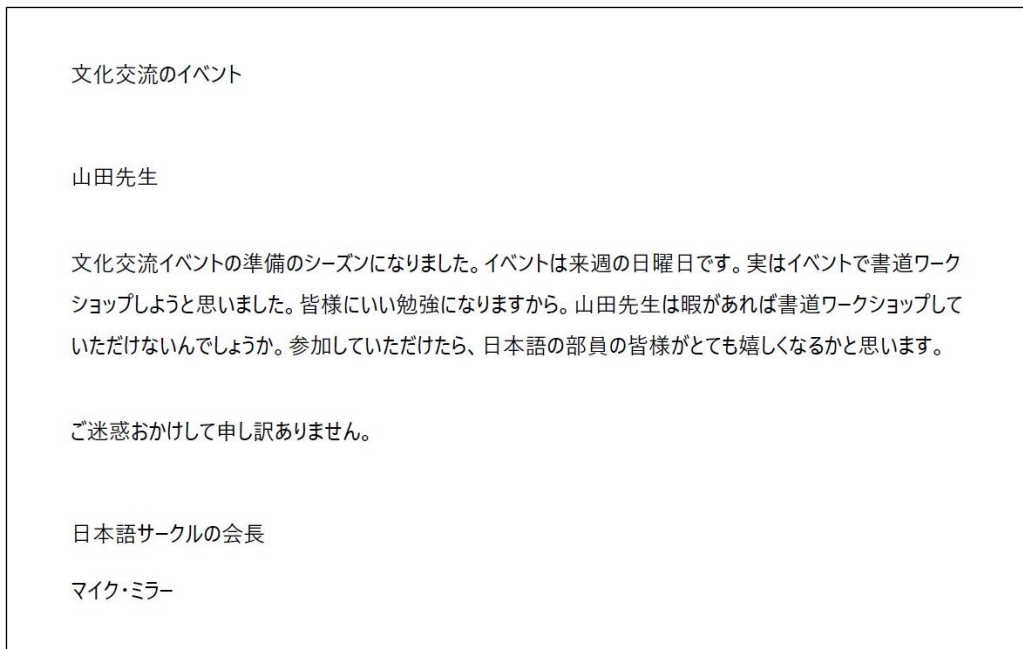 文化交流のイベント
山田先生
文化交流イベントの準備のシーズンになりました。イベントは来週の日曜日です。実はイベントで書道ワーク
ショップしようと思いました。皆様にいい勉強になりますから。山田先生は暇があれば書道ワークショップして
いただけないんでしょうか。参加していただけたら、日本語の部員の皆様がとても嬉しくなるかと思います。
ご迷惑おかけして申し訳ありません。
日本語サークルの会長
マイク・ミラー